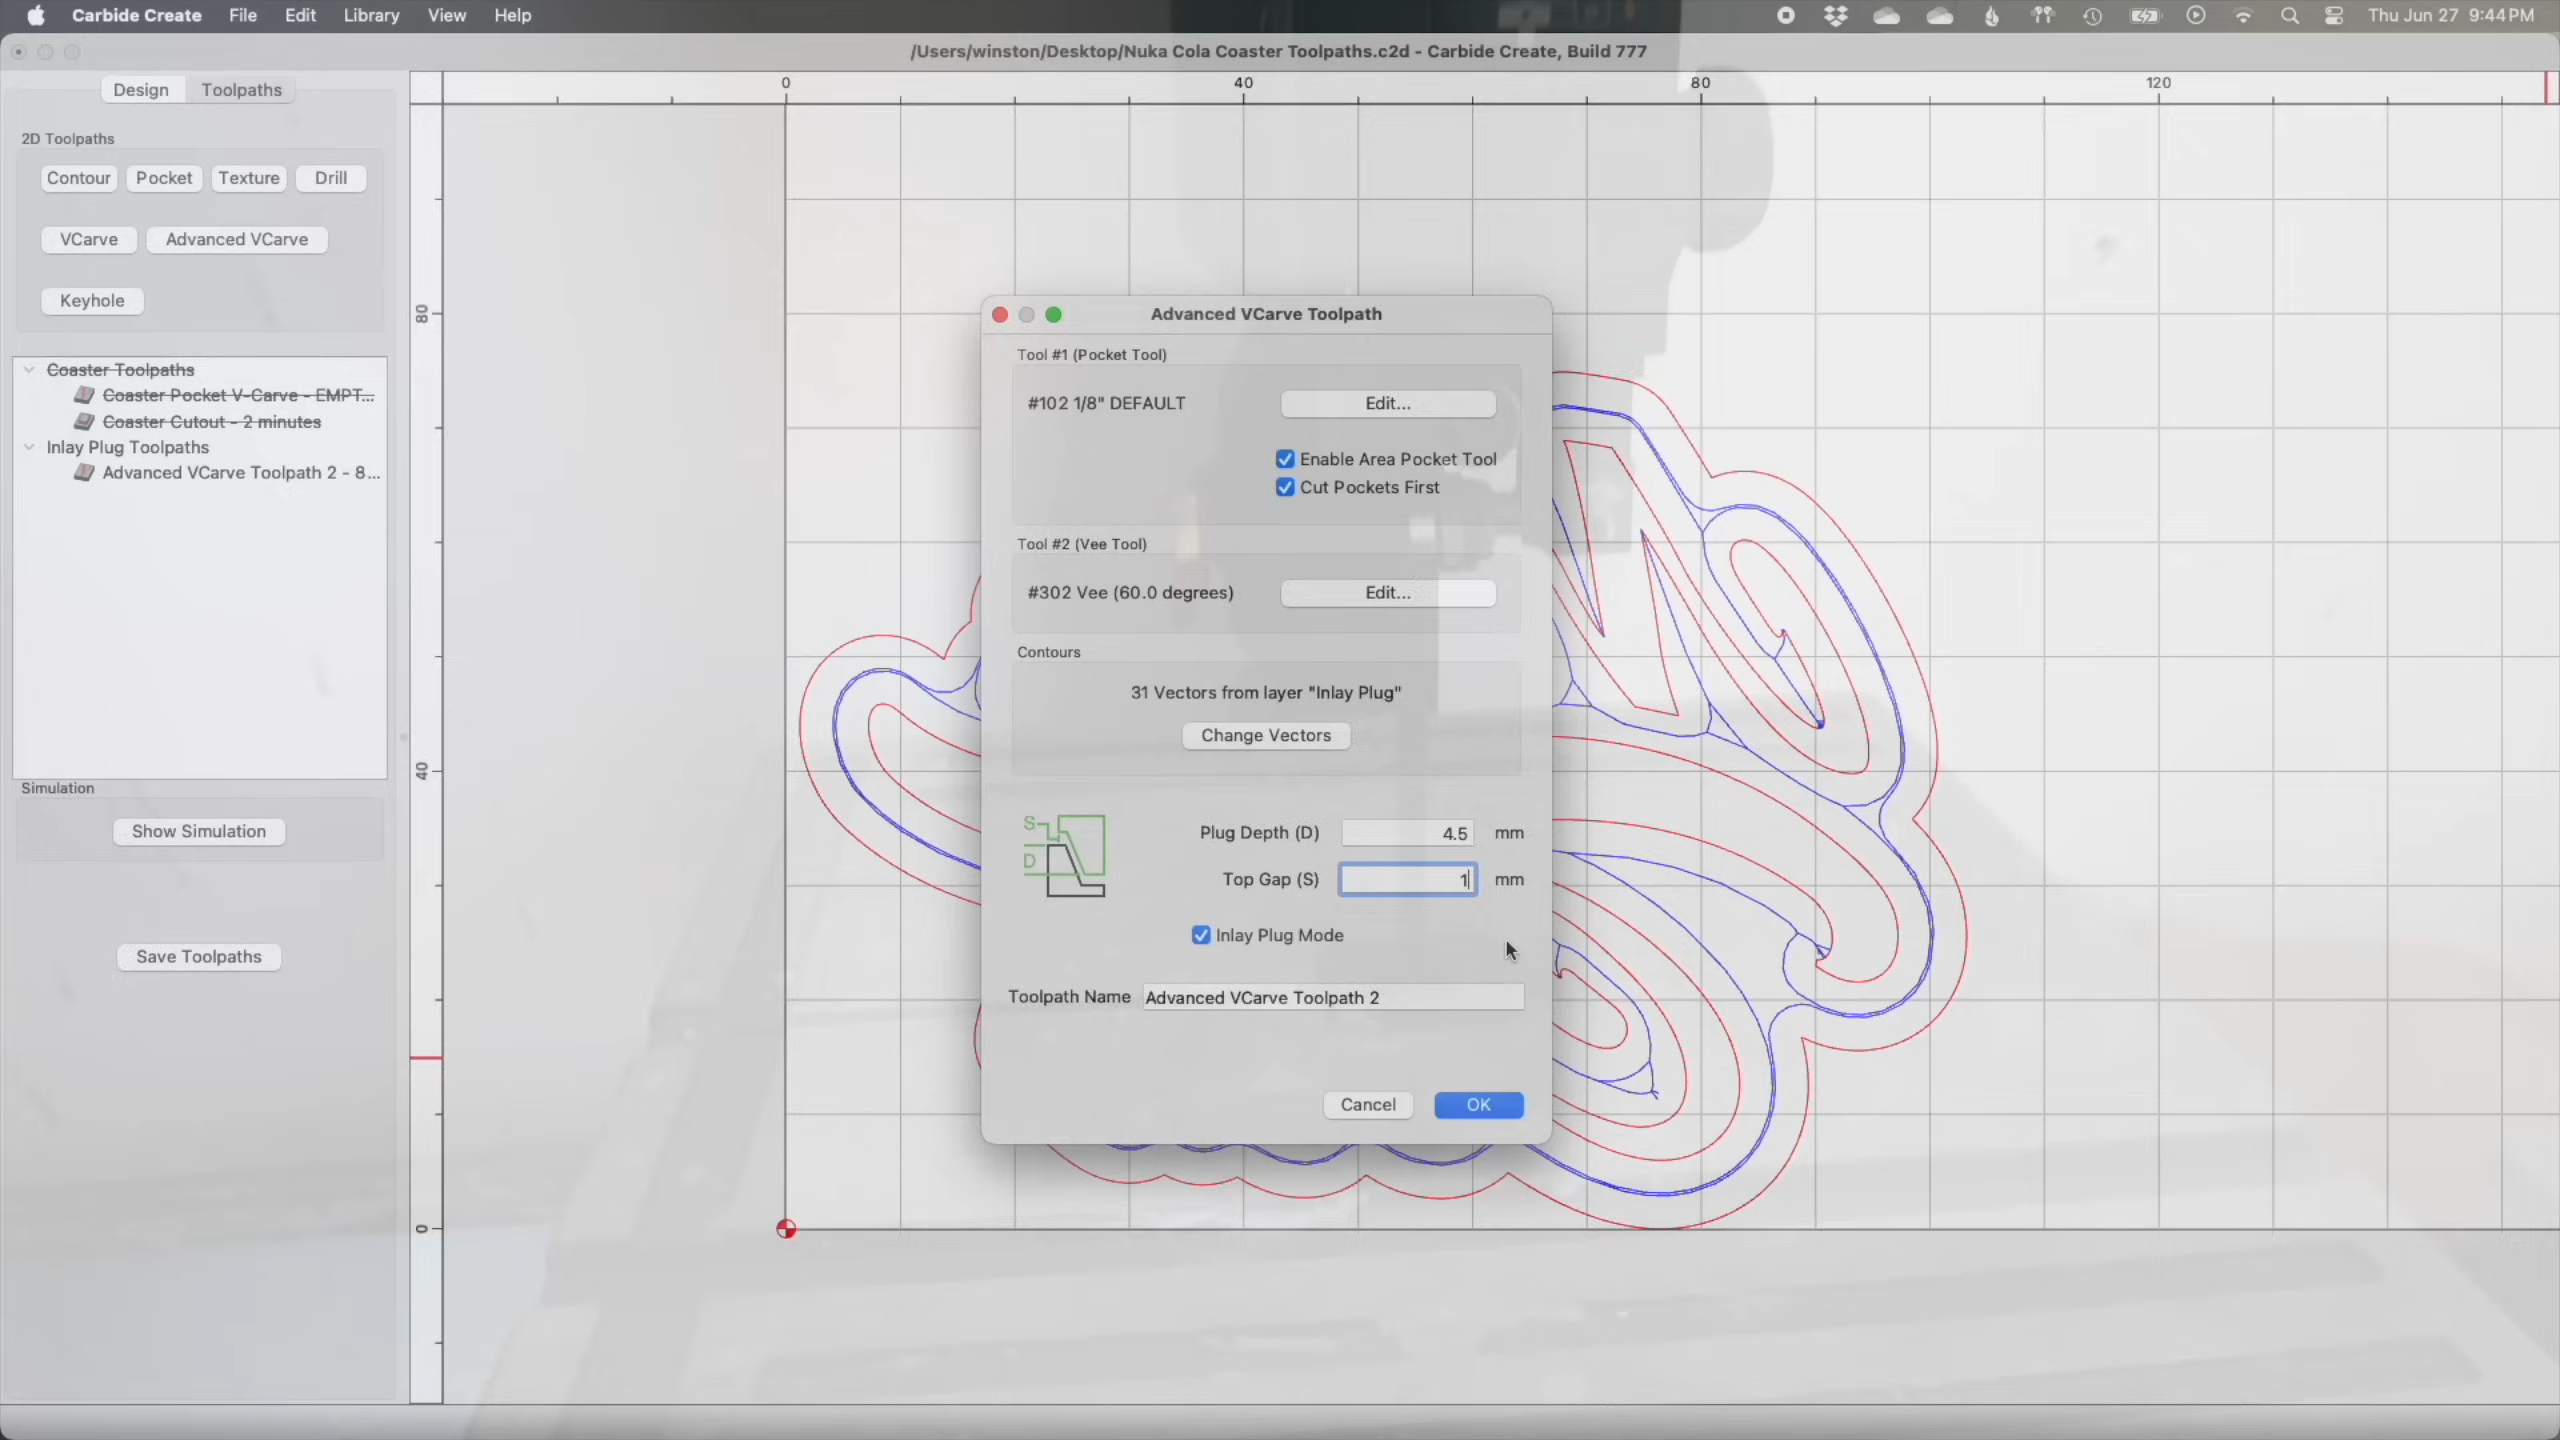 Carbide Create File Edit Library View Help Thu Jun 27 9:44 PM
/Users/winston/Desktop/Nuka Cola Coaster Toolpaths.c2d - Carbide Create, Build 777
Design Toolpaths
0 40 80 120
2D Toolpaths
Contour Pocket Texture Drill
VCarve Advanced VCarve
Keyhole
Coaster Toolpaths
Coaster Pocket V-Carve - EMPT...
Coaster Cutout - 2 minutes
Inlay Plug Toolpaths
Advanced VCarve Toolpath 2 - 8...
Simulation
Show Simulation
Save Toolpaths
80
40
0
Advanced VCarve Toolpath
Tool #1 (Pocket Tool)
#102 1/8" DEFAULT Edit...
Enable Area Pocket Tool
Cut Pockets First
Tool #2 (Vee Tool)
#302 Vee (60.0 degrees) Edit...
Contours
31 Vectors from layer "Inlay Plug"
Change Vectors
S
D
Plug Depth (D) 4.5 mm
Top Gap (S) 1 mm
Inlay Plug Mode
Toolpath Name Advanced VCarve Toolpath 2
Cancel OK